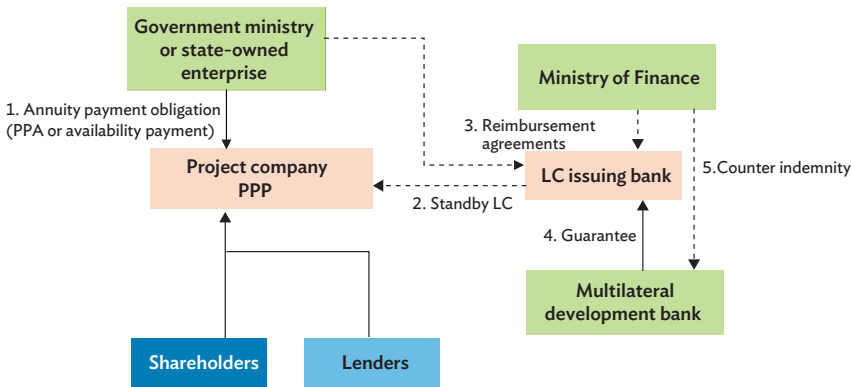 Government ministry
or state-owned
enterprise
Ministry of Finance
1. Annuity payment obligation
(PPA or availability payment)
3. Reimbursement
agreements
Project company
PPP
LC issuing bank
5.Counter indemnity
2. Standby LC
4. Guarantee
Multilateral
development bank
Shareholders
Lenders